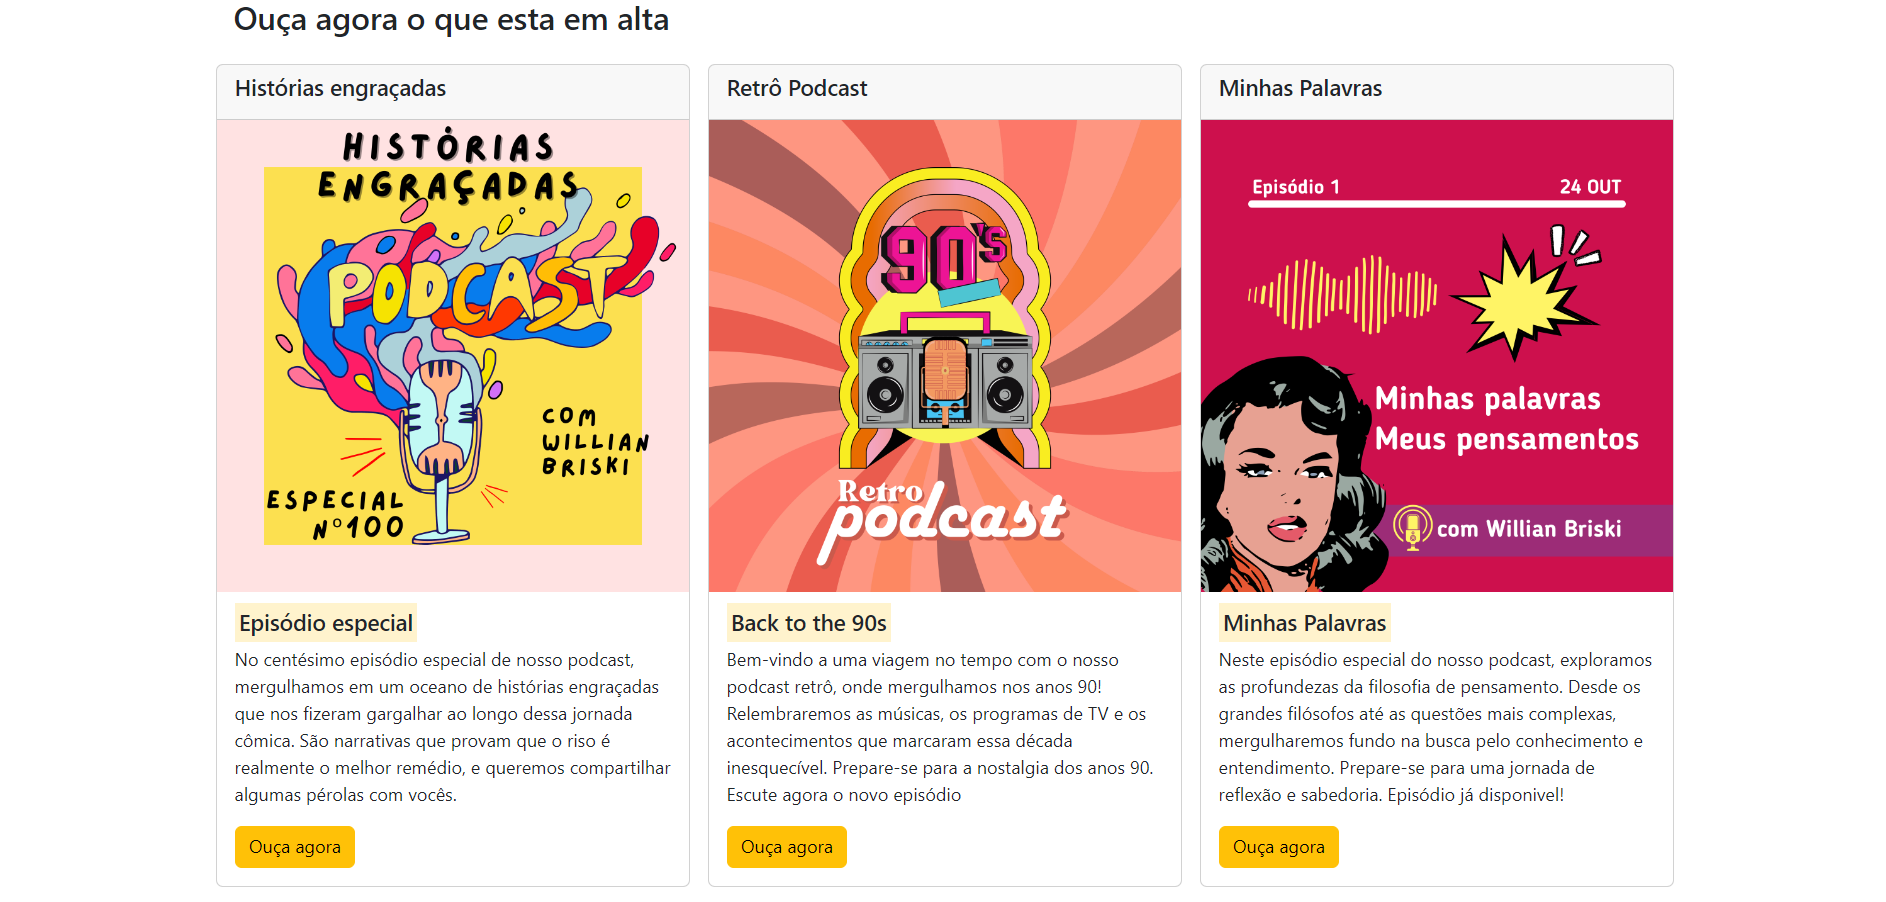 Ouça agora o que esta em alta
Histórias engraçadas
HISTÓRIAS
ENGRAÇADAS
PODCAST
COM
WILLIAN
BRISKI
ESPECIAL
Nº100
Episódio especial
No centésimo episódio especial de nosso podcast,
mergulhamos em um oceano de histórias engraçadas
que nos fizeram gargalhar ao longo dessa jornada
cômica. São narrativas que provam que o riso é
realmente o melhor remédio, e queremos compartilhar
algumas pérolas com vocês.
Ouça agora
Retrô Podcast
90's
Retro
podcast
Back to the 90s
Bem-vindo a uma viagem no tempo com o nosso
podcast retrô, onde mergulhamos nos anos 90!
Relembraremos as músicas, os programas de TV e os
acontecimentos que marcaram essa década
inesquecível. Prepare-se para a nostalgia dos anos 90.
Escute agora o novo episódio
Ouça agora
Minhas Palavras
Episódio 1 24 OUT
Minhas palavras
Meus pensamentos
com Willian Briski
Minhas Palavras
Neste episódio especial do nosso podcast, exploramos
as profundezas da filosofia de pensamento. Desde os
grandes filósofos até as questões mais complexas,
mergulharemos fundo na busca pelo conhecimento e
entendimento. Prepare-se para uma jornada de
reflexão e sabedoria. Episódio já disponivel!
Ouça agora